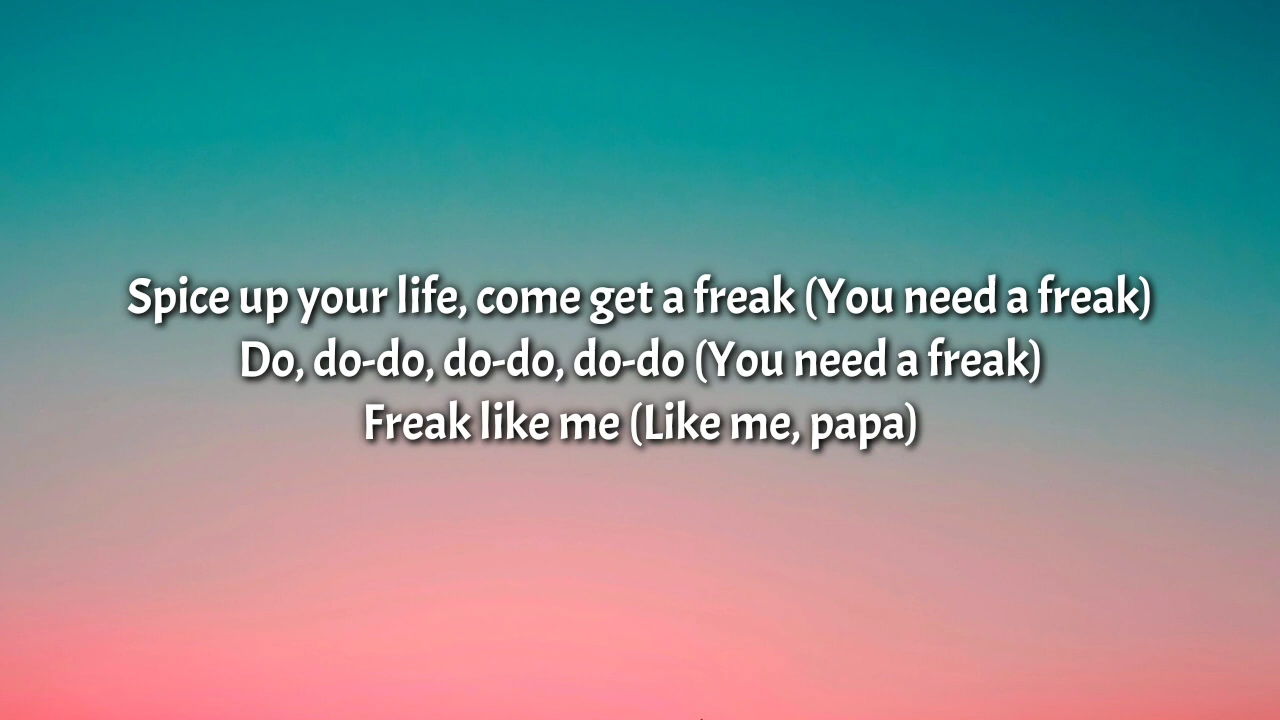 Spice up your life, come get a freak (You need a freak)
Do, do-do, do-do, do-do (You need a freak)
Freak like me (Like me, papa)